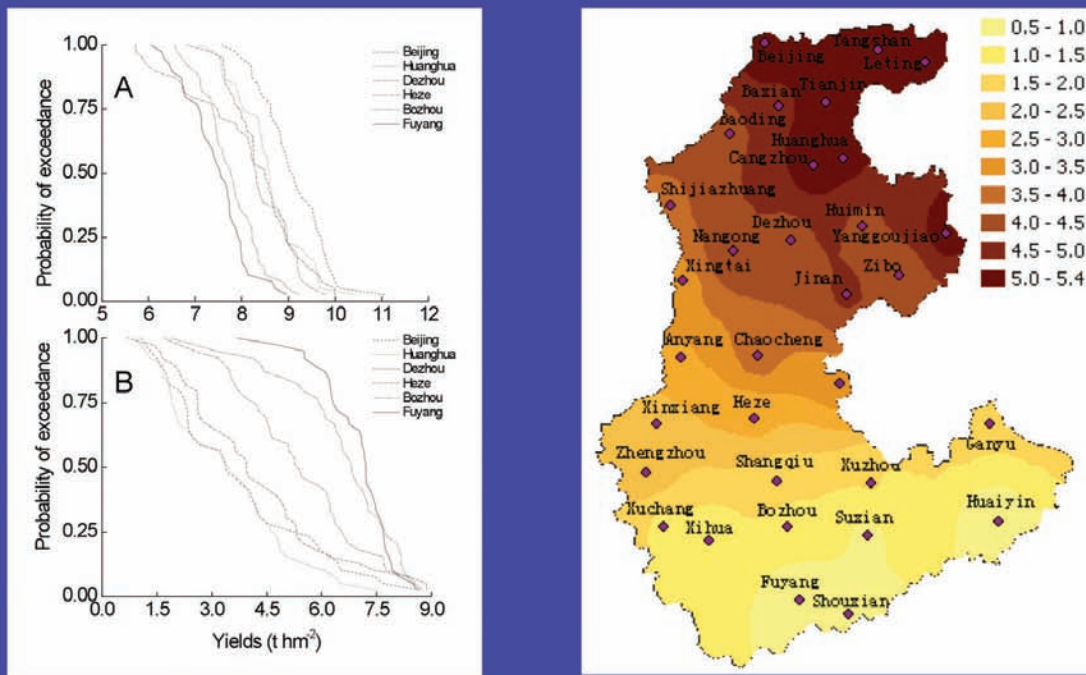 A
Probability of exceedance
1.00
0.75
0.50
0.25
0.00
5 6 7 8 9 10 11 12
Beijing
Huanghua
Dezhou
Heze
Bozhou
Fuyang
B
Probability of exceedance
1.00
0.75
0.50
0.25
0.00
0.0 1.5 3.0 4.5 6.0 7.5 9.0
Yields (t hm⁻²)
Beijing
Huanghua
Dezhou
Heze
Bozhou
Fuyang
0.5 - 1.0
1.0 - 1.5
1.5 - 2.0
2.0 - 2.5
2.5 - 3.0
3.0 - 3.5
3.5 - 4.0
4.0 - 4.5
4.5 - 5.0
5.0 - 5.4
Tangshan
Beijing
Leting
Tianjin
Baxian
Baoding
Huanghua
Cangzhou
Shijiazhuang
Huimin
Dezhou
Nangong
Yanggoujiao
Xingtai
Zibo
Jinan
Anyang
Chaocheng
Xinxiang
Heze
Ganyu
Zhengzhou
Shangqiu
Xuzhou
Xuchang
Xihua
Bozhou
Suxian
Huaiyin
Fuyang
Shouxian